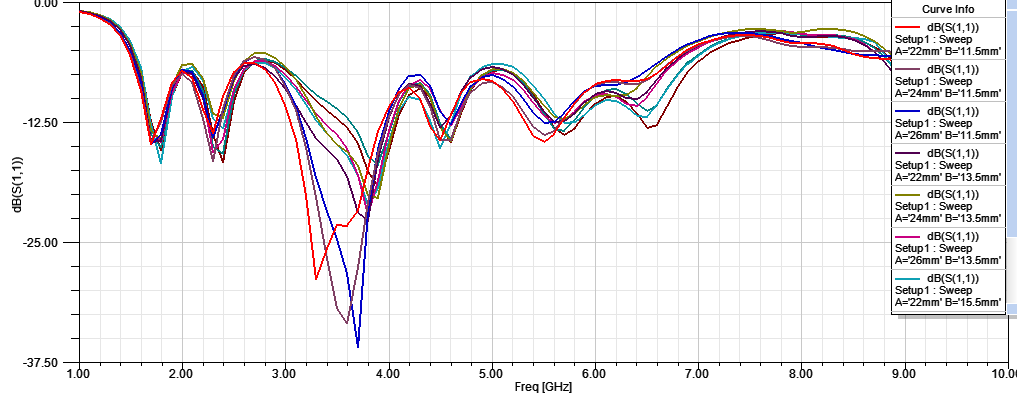 Curve Info
dB(S(1,1))
Setup1 : Sweep
A='22mm' B='11.5mm'
dB(S(1,1))
Setup1 : Sweep
A='24mm' B='11.5mm'
dB(S(1,1))
Setup1 : Sweep
A='26mm' B='11.5mm'
dB(S(1,1))
Setup1 : Sweep
A='22mm' B='13.5mm'
dB(S(1,1))
Setup1 : Sweep
A='24mm' B='13.5mm'
dB(S(1,1))
Setup1 : Sweep
A='26mm' B='13.5mm'
dB(S(1,1))
Setup1 : Sweep
A='22mm' B='15.5mm'
0.00
-12.50
-25.00
-37.50
dB(S(1,1))
1.00 2.00 3.00 4.00 5.00 6.00 7.00 8.00 9.00 10.00
Freq [GHz]